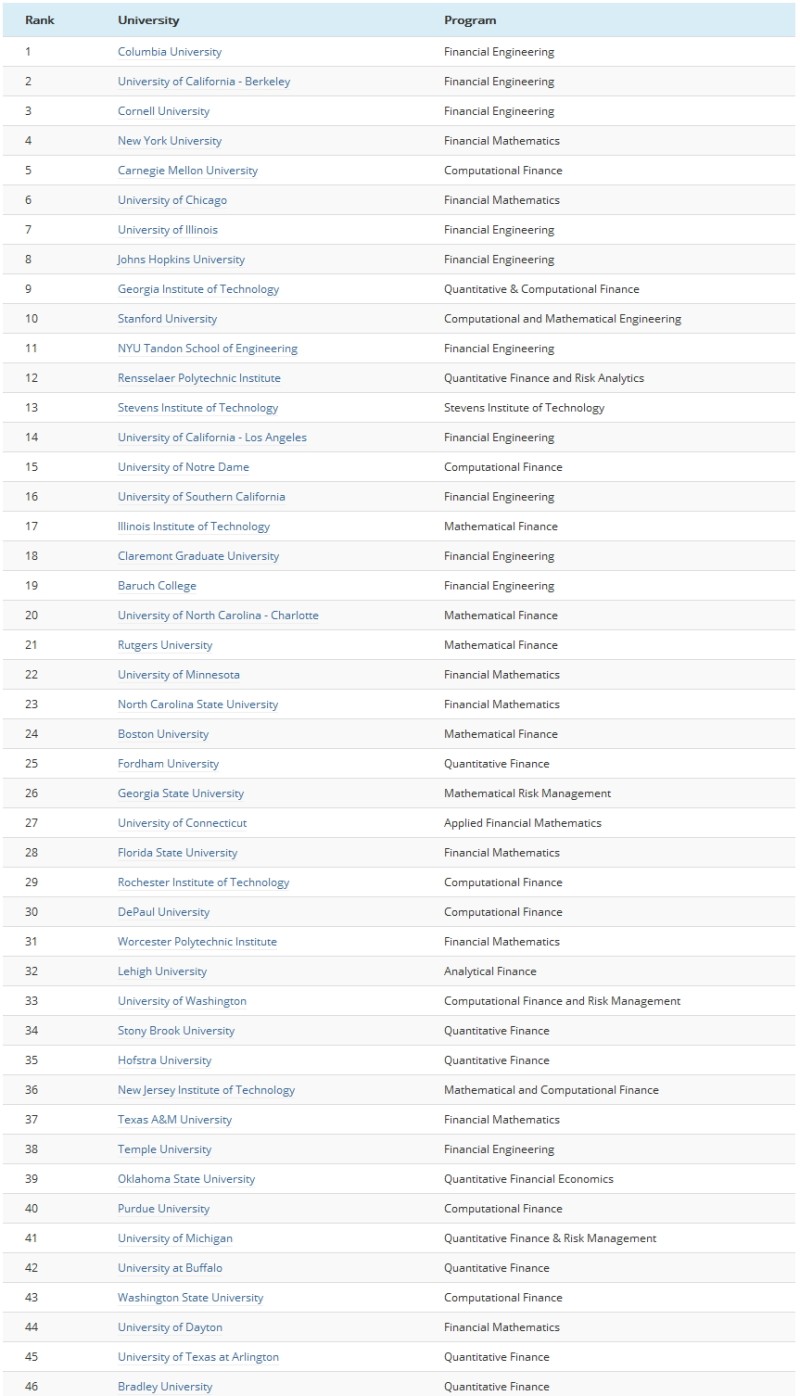 Rank University Program
1 Columbia University Financial Engineering
2 University of California - Berkeley Financial Engineering
3 Cornell University Financial Engineering
4 New York University Financial Mathematics
5 Carnegie Mellon University Computational Finance
6 University of Chicago Financial Mathematics
7 University of Illinois Financial Engineering
8 Johns Hopkins University Financial Engineering
9 Georgia Institute of Technology Quantitative & Computational Finance
10 Stanford University Computational and Mathematical Engineering
11 NYU Tandon School of Engineering Financial Engineering
12 Rensselaer Polytechnic Institute Quantitative Finance and Risk Analytics
13 Stevens Institute of Technology Stevens Institute of Technology
14 University of California - Los Angeles Financial Engineering
15 University of Notre Dame Computational Finance
16 University of Southern California Financial Engineering
17 Illinois Institute of Technology Mathematical Finance
18 Claremont Graduate University Financial Engineering
19 Baruch College Financial Engineering
20 University of North Carolina - Charlotte Mathematical Finance
21 Rutgers University Mathematical Finance
22 University of Minnesota Financial Mathematics
23 North Carolina State University Financial Mathematics
24 Boston University Mathematical Finance
25 Fordham University Quantitative Finance
26 Georgia State University Mathematical Risk Management
27 University of Connecticut Applied Financial Mathematics
28 Florida State University Financial Mathematics
29 Rochester Institute of Technology Computational Finance
30 DePaul University Computational Finance
31 Worcester Polytechnic Institute Financial Mathematics
32 Lehigh University Analytical Finance
33 University of Washington Computational Finance and Risk Management
34 Stony Brook University Quantitative Finance
35 Hofstra University Quantitative Finance
36 New Jersey Institute of Technology Mathematical and Computational Finance
37 Texas A&M University Financial Mathematics
38 Temple University Financial Engineering
39 Oklahoma State University Quantitative Financial Economics
40 Purdue University Computational Finance
41 University of Michigan Quantitative Finance & Risk Management
42 University at Buffalo Quantitative Finance
43 Washington State University Computational Finance
44 University of Dayton Financial Mathematics
45 University of Texas at Arlington Quantitative Finance
46 Bradley University Quantitative Finance